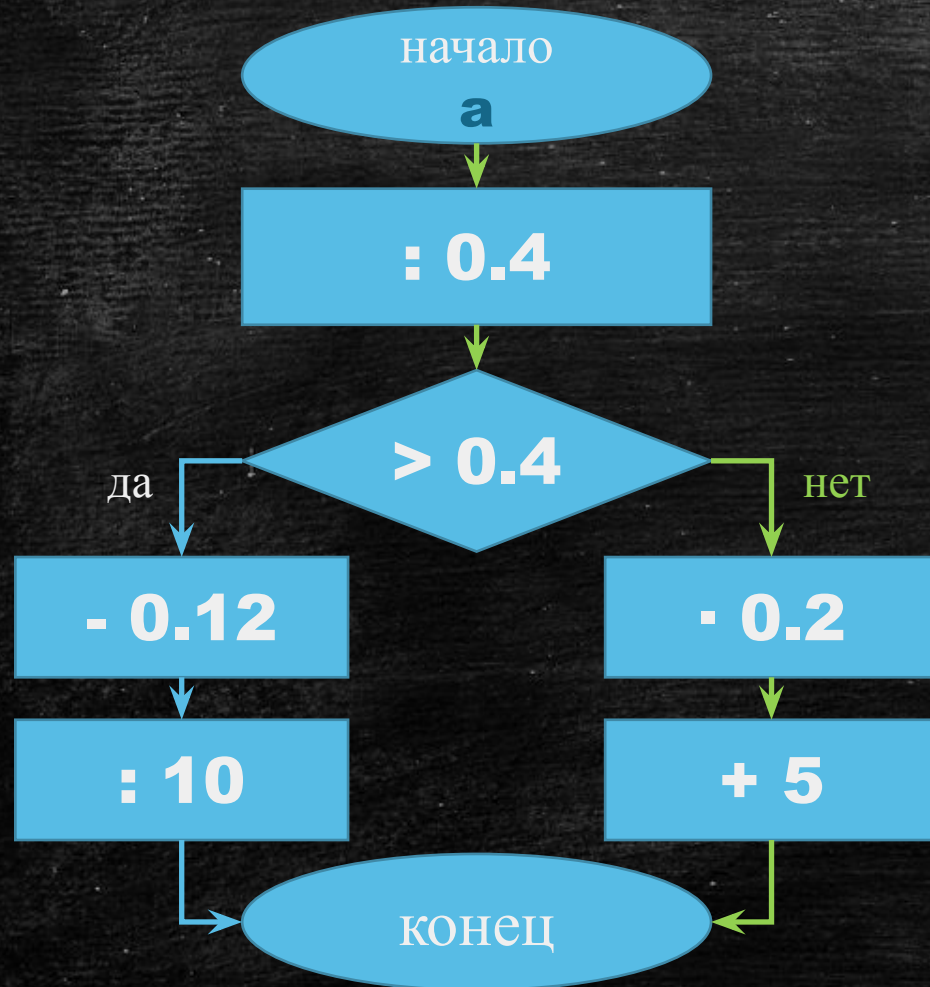 начало
а
: 0.4
> 0.4
да
нет
- 0.12
· 0.2
: 10
+ 5
конец